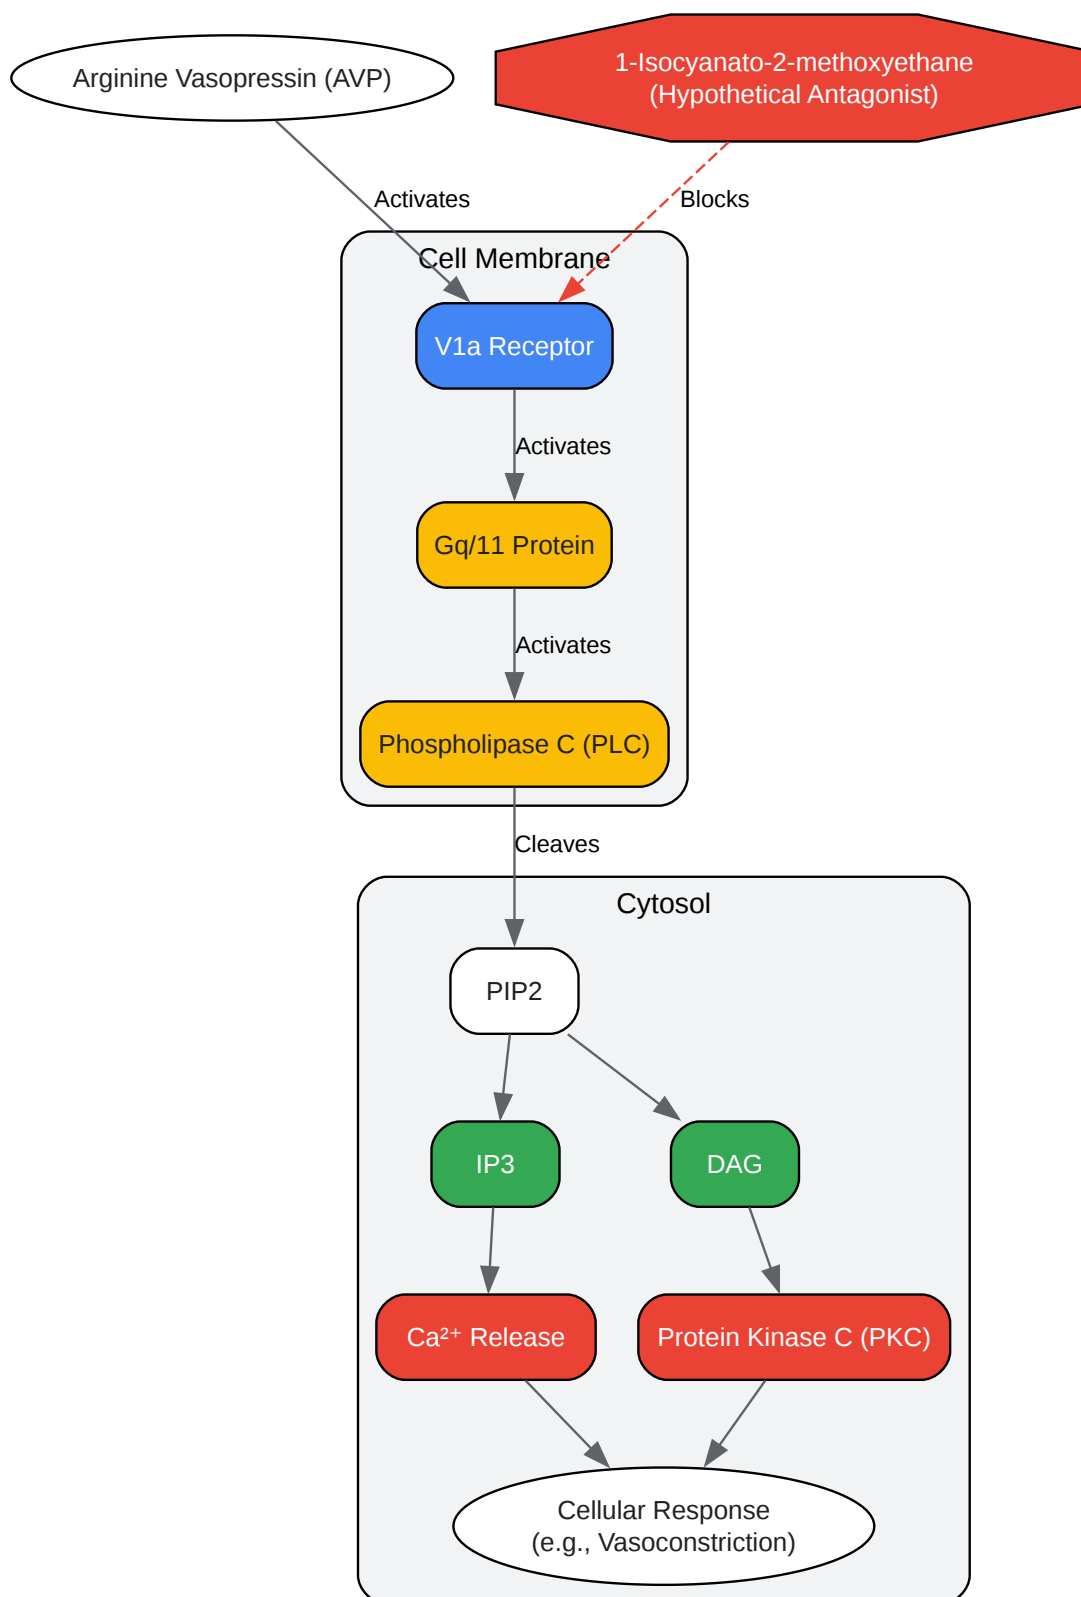 Arginine Vasopressin (AVP)
1-Isocyanato-2-methoxyethane
(Hypothetical Antagonist)
Activates
Blocks
Cell Membrane
V1a Receptor
Activates
Gq/11 Protein
Activates
Phospholipase C (PLC)
Cleaves
Cytosol
PIP2
IP3
DAG
Ca²⁺ Release
Protein Kinase C (PKC)
Cellular Response
(e.g., Vasoconstriction)